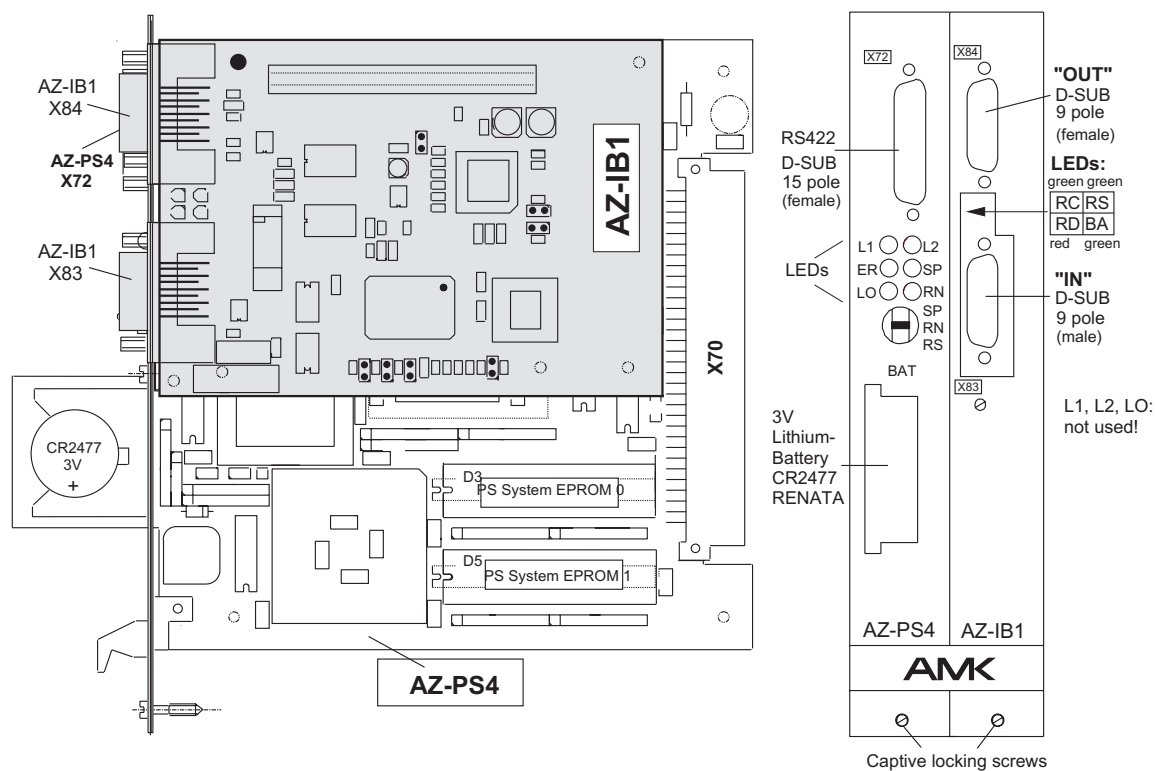 AZ-IB1
X84
AZ-PS4
X72
AZ-IB1
X83
AZ-IB1
X70
CR2477
3V
+
D3
PS System EPROM 0
D5
PS System EPROM 1
AZ-PS4
X72
X84
RS422
D-SUB
15 pole
(female)
"OUT"
D-SUB
9 pole
(female)
LEDs:
green green
RC RS
RD BA
red green
L1 L2
ER SP
LO RN
LEDs
SP
RN
RS
"IN"
D-SUB
9 pole
(male)
BAT
X83
3V
Lithium-
Battery
CR2477
RENATA
L1, L2, LO:
not used!
AZ-PS4 AZ-IB1
AMK
Captive locking screws